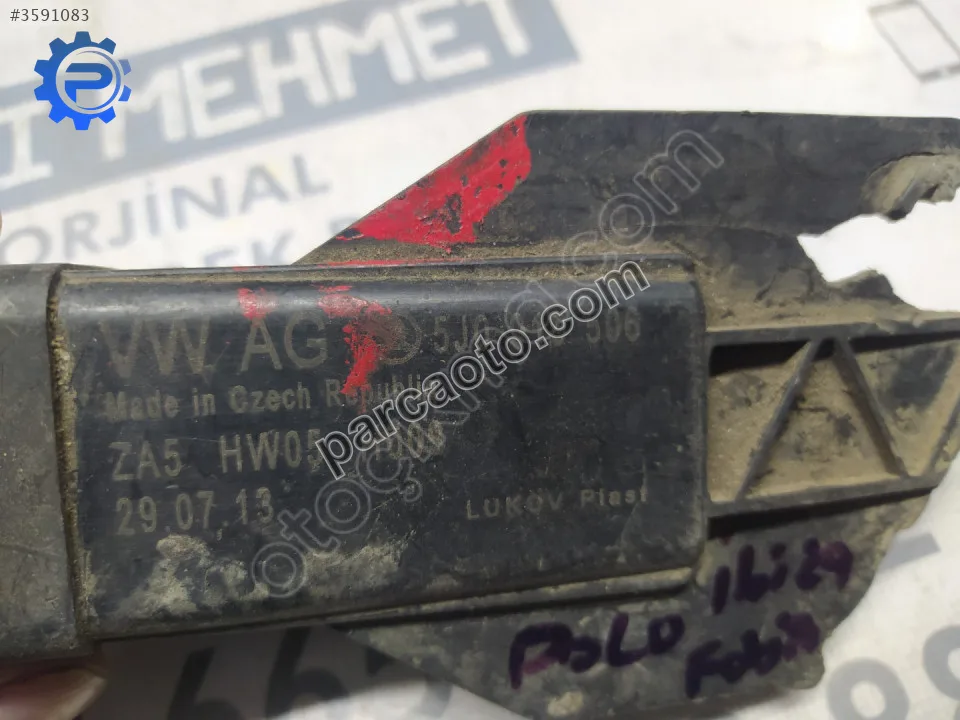 #3591083
MEHMET
ORJİNAL
VW AG
Made in Czech Republic
ZA5 HW05
29.07.13
LUKOV Plast
parcaoto.com
POLO
Ibiza
Fabia